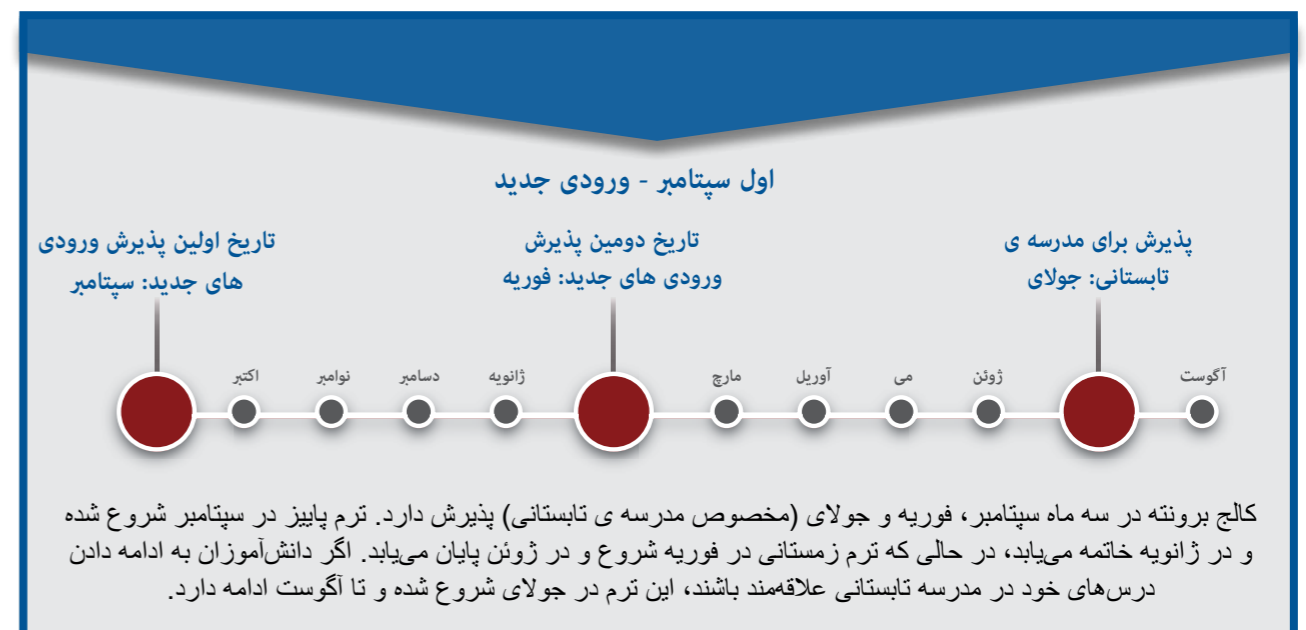 اول سپتامبر - ورودی جدید
تاریخ اولین پذیرش ورودی
های جدید: سپتامبر
تاریخ دومین پذیرش
ورودی های جدید: فوریه
پذیرش برای مدرسه ی
تابستانی: جولای
اکتبر
نوامبر
دسامبر
ژانویه
مارچ
آوریل
می
ژوئن
آگوست
کالج برونته در سه ماه سپتامبر، فوریه و جولای (مخصوص مدرسه ی تابستانی) پذیرش دارد. ترم پاییز در سپتامبر شروع شده
و در ژانویه خاتمه می‌یابد، در حالی که ترم زمستانی در فوریه شروع و در ژوئن پایان می‌یابد. اگر دانش‌آموزان به ادامه دادن
درس‌های خود در مدرسه تابستانی علاقه‌مند باشند، این ترم در جولای شروع شده و تا آگوست ادامه دارد.